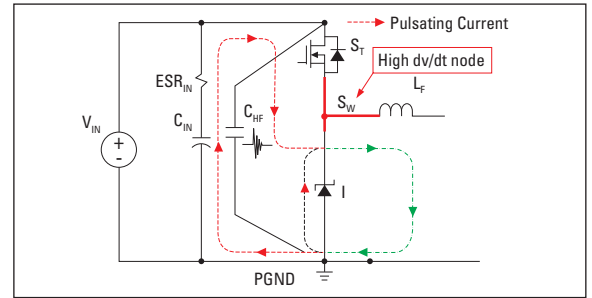 Pulsating Current
S_T
High dv/dt node
ESR_IN
L_F
S_W
C_HF
C_IN
V_IN
+
-
I
PGND